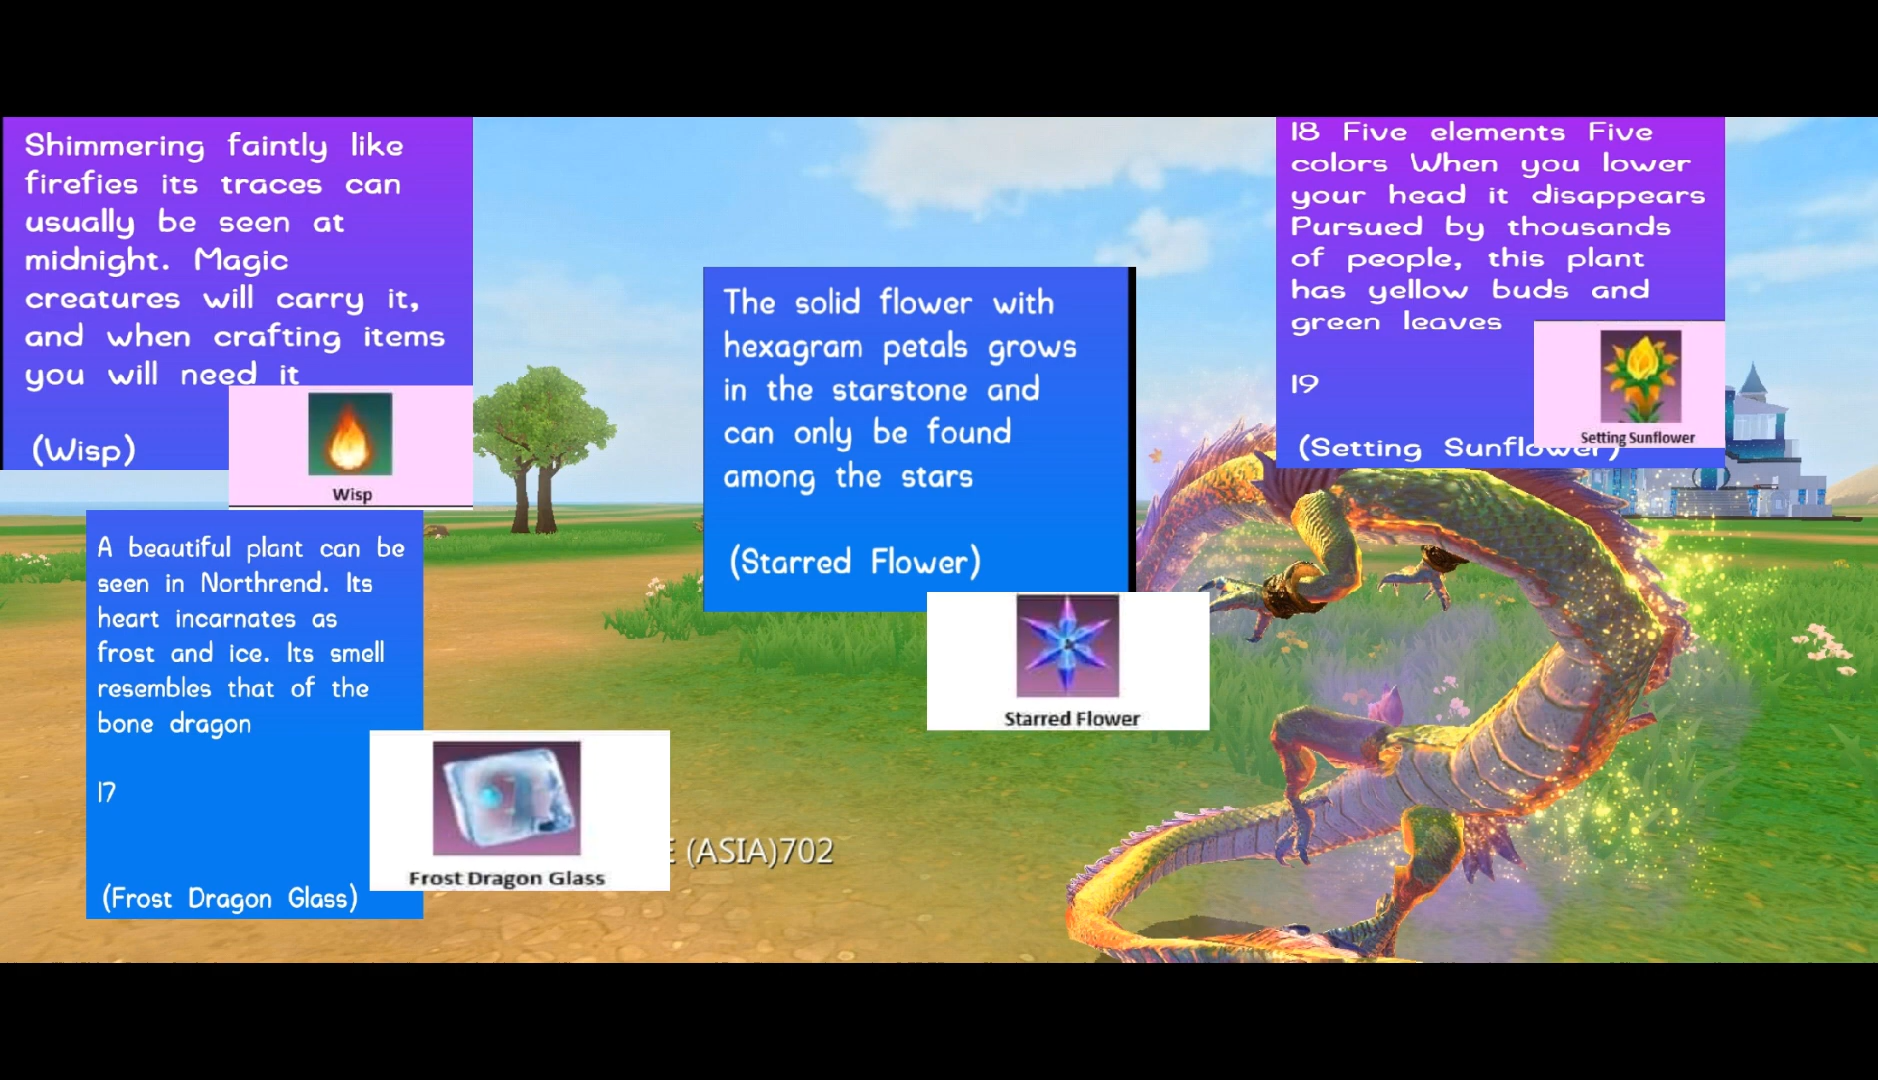 Shimmering faintly like
firefies its traces can
usually be seen at
midnight. Magic
creatures will carry it,
and when crafting items
you will need it
(Wisp)
Wisp
A beautiful plant can be
seen in Northrend. Its
heart incarnates as
frost and ice. Its smell
resembles that of the
bone dragon
17
(Frost Dragon Glass)
Frost Dragon Glass
(ASIA)702
The solid flower with
hexagram petals grows
in the starstone and
can only be found
among the stars
(Starred Flower)
Starred Flower
18 Five elements Five
colors When you lower
your head it disappears
Pursued by thousands
of people, this plant
has yellow buds and
green leaves
19
(Setting Sunflower)
Setting Sunflower